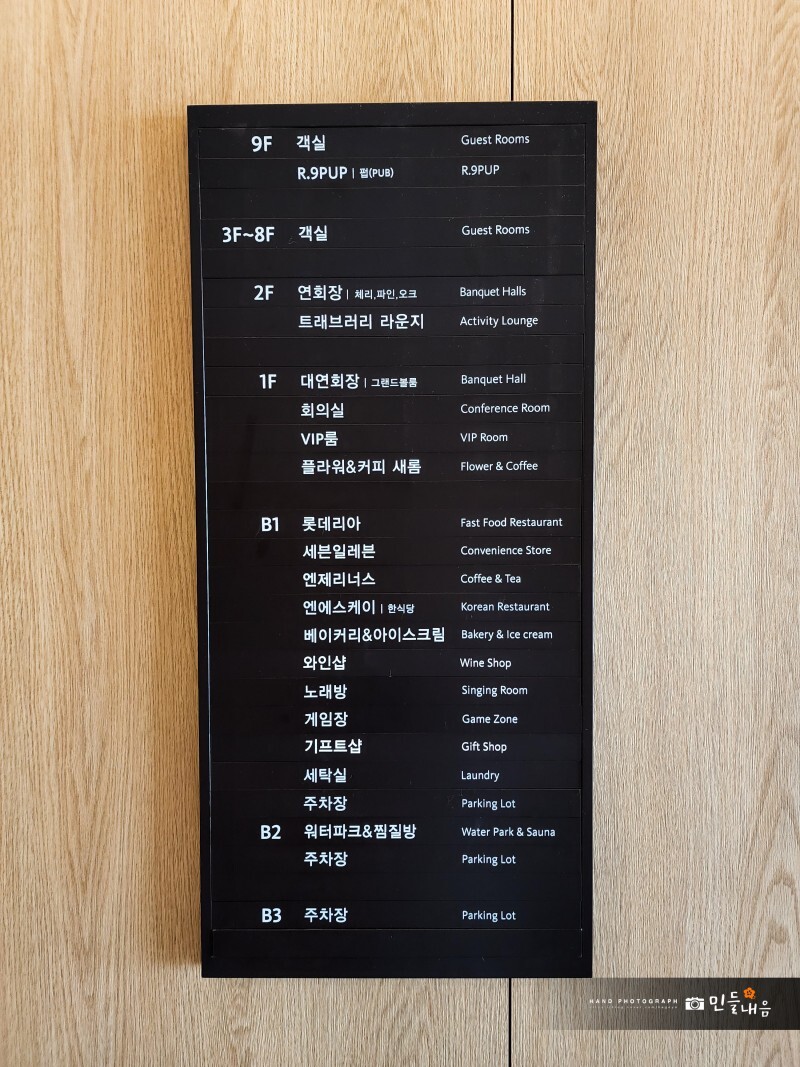 9F 객실 Guest Rooms
R.9PUP | 펍(PUB) R.9PUP
3F~8F 객실 Guest Rooms
2F 연회장 | 체리,파인,오크 Banquet Halls
트래브러리 라운지 Activity Lounge
1F 대연회장 | 그랜드볼룸 Banquet Hall
회의실 Conference Room
VIP룸 VIP Room
플라워&커피 새롬 Flower & Coffee
B1 롯데리아 Fast Food Restaurant
세븐일레븐 Convenience Store
엔제리너스 Coffee & Tea
엔에스케이 | 한식당 Korean Restaurant
베이커리&아이스크림 Bakery & Ice cream
와인샵 Wine Shop
노래방 Singing Room
게임장 Game Zone
기프트샵 Gift Shop
세탁실 Laundry
주차장 Parking Lot
B2 워터파크&찜질방 Water Park & Sauna
주차장 Parking Lot
B3 주차장 Parking Lot
HAND PHOTOGRAPH 민들내음